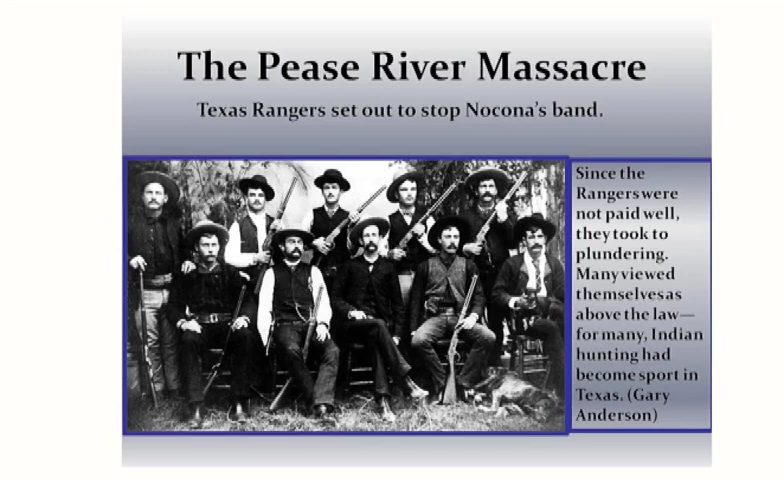 The Pease River Massacre
Texas Rangers set out to stop Nocona's band.
Since the
Rangers were
not paid well,
they took to
plundering.
Many viewed
themselves as
above the law—
for many, Indian
hunting had
become sport in
Texas. (Gary
Anderson)